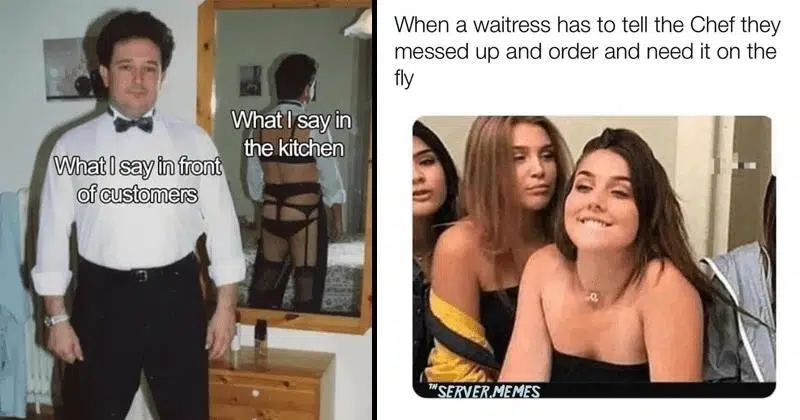 What I say in
the kitchen
What I say in front
of customers
When a waitress has to tell the Chef they
messed up and order and need it on the
fly
™SERVER.MEMES